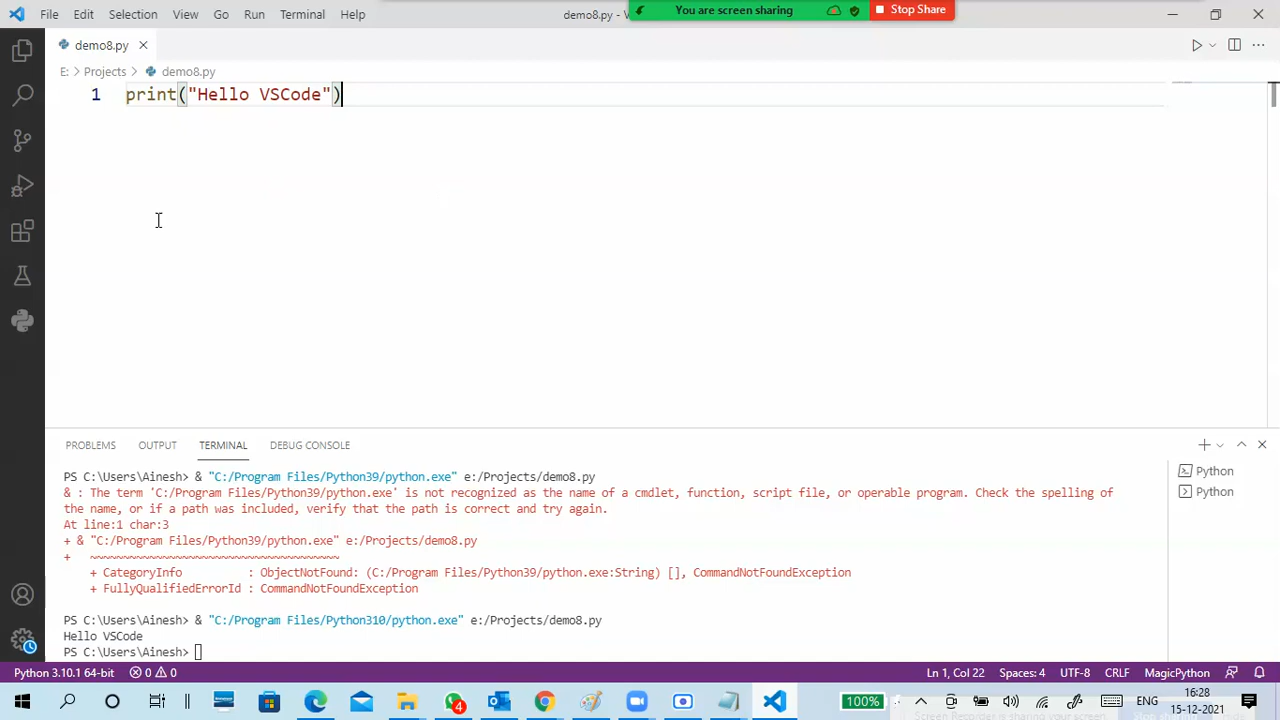 File Edit Selection View Go Run Terminal Help
demo8.py - V
You are screen sharing
Stop Share
demo8.py
E: > Projects > demo8.py
1 print("Hello VSCode")
PROBLEMS OUTPUT TERMINAL DEBUG CONSOLE
PS C:\Users\Ainesh> & "C:/Program Files/Python39/python.exe" e:/Projects/demo8.py
& : The term 'C:/Program Files/Python39/python.exe' is not recognized as the name of a cmdlet, function, script file, or operable program. Check the spelling of
the name, or if a path was included, verify that the path is correct and try again.
At line:1 char:3
+ & "C:/Program Files/Python39/python.exe" e:/Projects/demo8.py
+   ~~~~~~~~~~~~~~~~~~~~~~~~~~~~~~~~~~~~~~
+ CategoryInfo : ObjectNotFound: (C:/Program Files/Python39/python.exe:String) [], CommandNotFoundException
+ FullyQualifiedErrorId : CommandNotFoundException
PS C:\Users\Ainesh> & "C:/Program Files/Python310/python.exe" e:/Projects/demo8.py
Hello VSCode
PS C:\Users\Ainesh>
Python
Python
Python 3.10.1 64-bit 0 0 Ln 1, Col 22 Spaces: 4 UTF-8 CRLF MagicPython
4
100%
ENG
16:28
15-12-2021